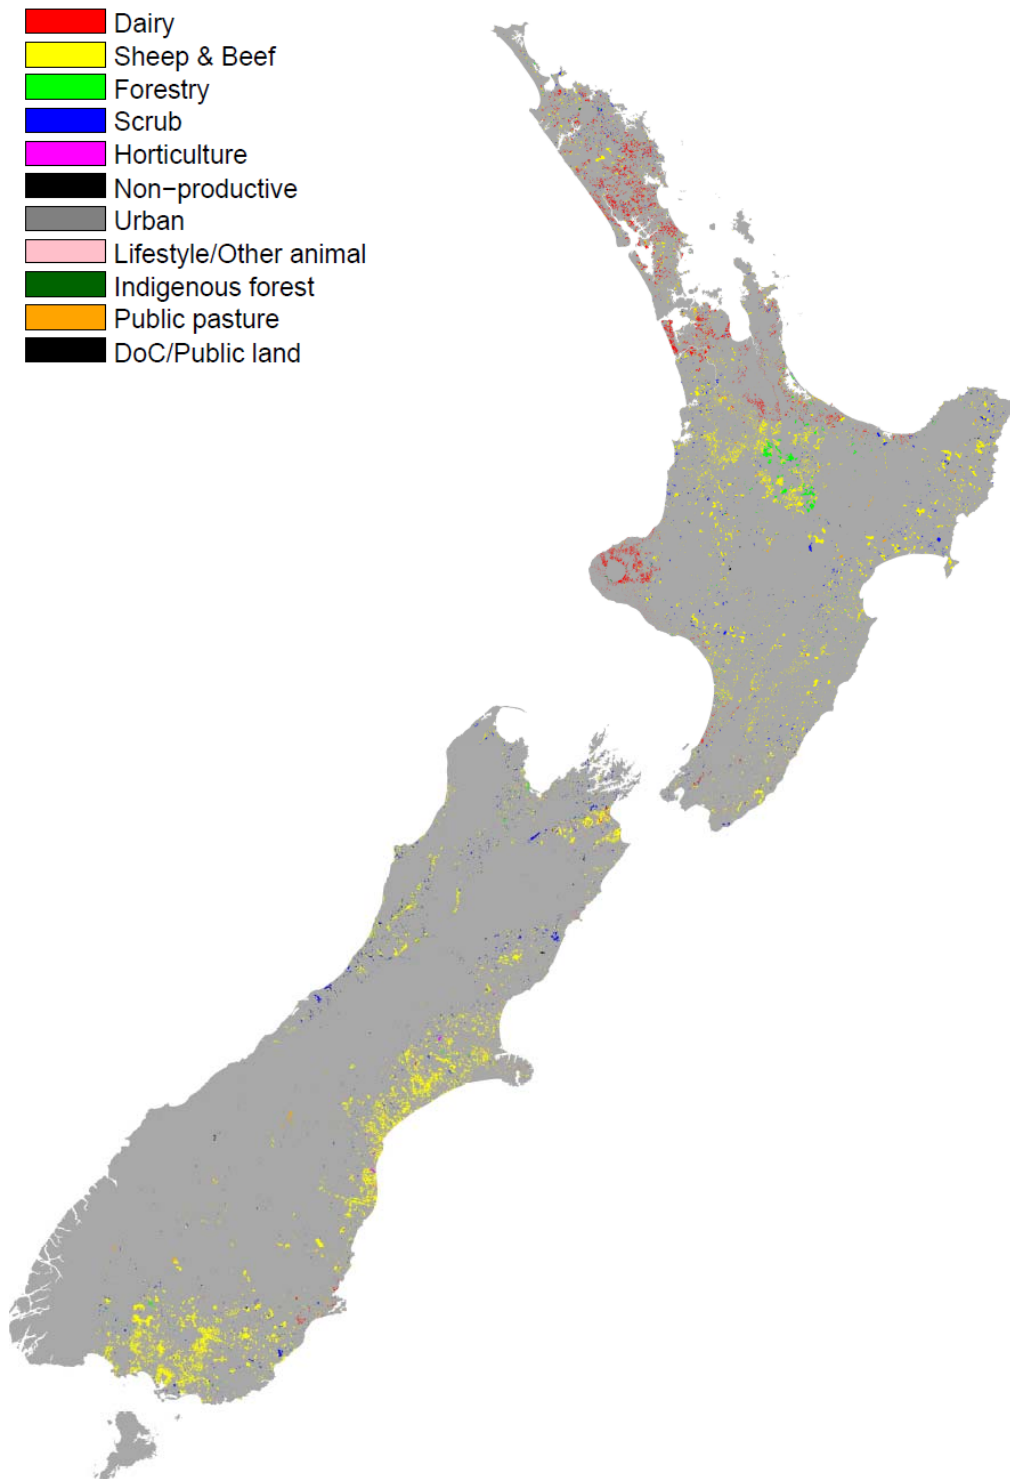 Dairy
Sheep & Beef
Forestry
Scrub
Horticulture
Non−productive
Urban
Lifestyle/Other animal
Indigenous forest
Public pasture
DoC/Public land